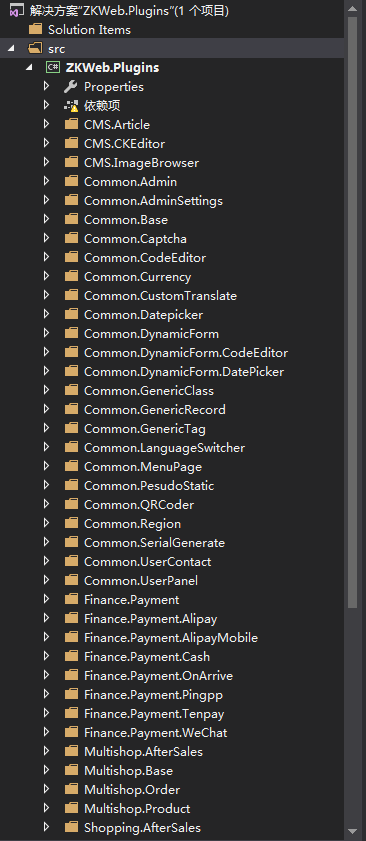 解决方案"ZKWeb.Plugins"(1 个项目)
Solution Items
src
C# ZKWeb.Plugins
Properties
依赖项
CMS.Article
CMS.CKEditor
CMS.ImageBrowser
Common.Admin
Common.AdminSettings
Common.Base
Common.Captcha
Common.CodeEditor
Common.Currency
Common.CustomTranslate
Common.Datepicker
Common.DynamicForm
Common.DynamicForm.CodeEditor
Common.DynamicForm.DatePicker
Common.GenericClass
Common.GenericRecord
Common.GenericTag
Common.LanguageSwitcher
Common.MenuPage
Common.PesudoStatic
Common.QRCoder
Common.Region
Common.SerialGenerate
Common.UserContact
Common.UserPanel
Finance.Payment
Finance.Payment.Alipay
Finance.Payment.AlipayMobile
Finance.Payment.Cash
Finance.Payment.OnArrive
Finance.Payment.Pingpp
Finance.Payment.Tenpay
Finance.Payment.WeChat
Multishop.AfterSales
Multishop.Base
Multishop.Order
Multishop.Product
Shopping.AfterSales